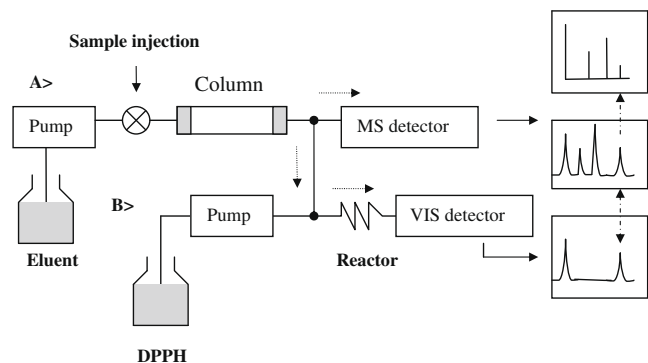 Sample injection
A>
Column
Pump
MS detector
B>
Pump
VIS detector
Eluent
Reactor
DPPH